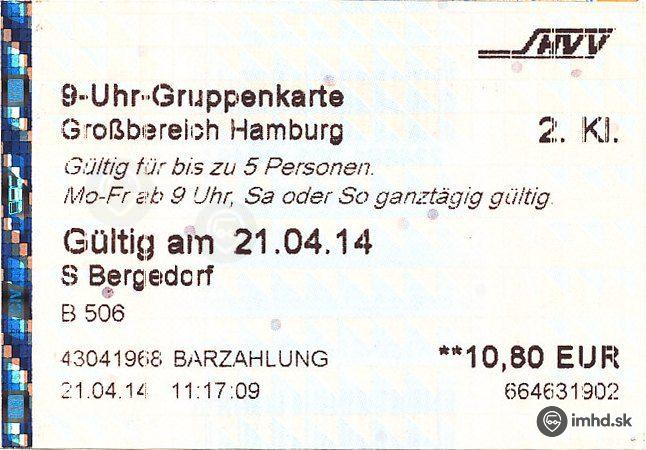 HVV
9-Uhr-Gruppenkarte
Großbereich Hamburg 2. Kl.
Gültig für bis zu 5 Personen.
Mo-Fr ab 9 Uhr, Sa oder So ganztägig gültig.
Gültig am 21.04.14
S Bergedorf
B 506
43041968 BARZAHLUNG **10,80 EUR
21.04.14 11:17:09 664631902
imhd.sk